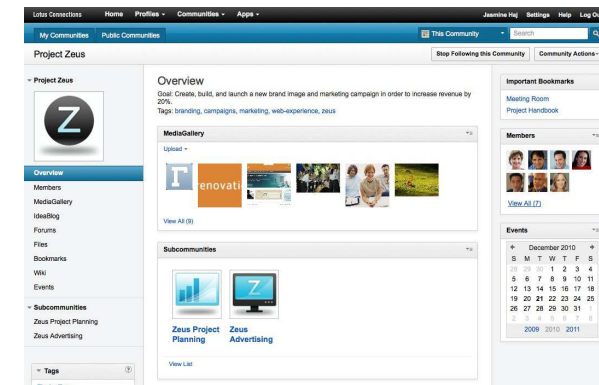 Lotus Connections Home Profiles Communities Apps Jasmine Haj Settings Help Log Ou
My Communities Public Communities This Community Search
Project Zeus Stop Following this Community Community Actions
Project Zeus
Z
Overview
Members
MediaGallery
IdeaBlog
Forums
Files
Bookmarks
Wiki
Events
Subcommunities
Zeus Project Planning
Zeus Advertising
Tags
Overview
Goal: Create, build, and launch a new brand image and marketing campaign in order to increase revenue by
20%.
Tags: branding, campaigns, marketing, web-experience, zeus
MediaGallery
Upload
renovati
View All (9)
Subcommunities
Z
Zeus Project Zeus
Planning Advertising
View List
Important Bookmarks
Meeting Room
Project Handbook
Members
View All (7)
Events
December 2010
S M T W T F S
28 29 30 1 2 3 4
5 6 7 8 9 10 11
12 13 14 15 16 17 18
19 20 21 22 23 24 25
26 27 28 29 30 31 1
2 3 4 5 6 7 8
2009 2010 2011